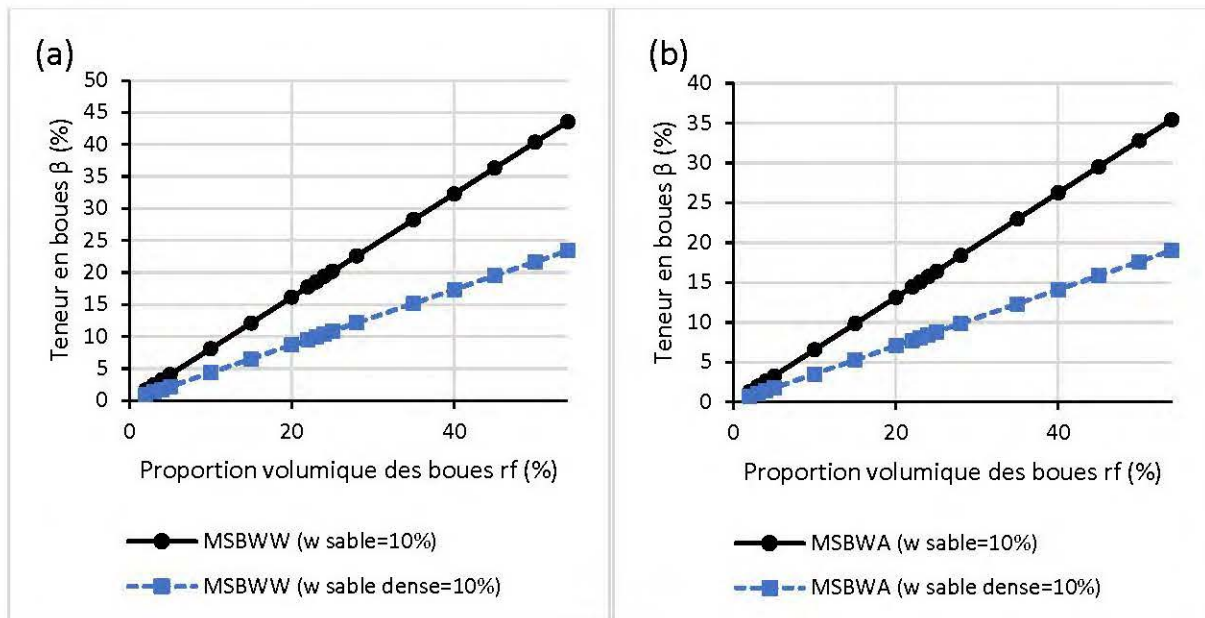 (a)
50
45
40
35
30
25
20
15
10
5
0
Teneur en boues β (%)
0 20 40
Proportion volumique des boues rf (%)
MSBWW (w sable=10%)
MSBWW (w sable dense=10%)
(b)
40
35
30
25
20
15
10
5
0
Teneur en boues β (%)
0 20 40
Proportion volumique des boues rf (%)
MSBWA (w sable=10%)
MSBWA (w sable dense=10%)